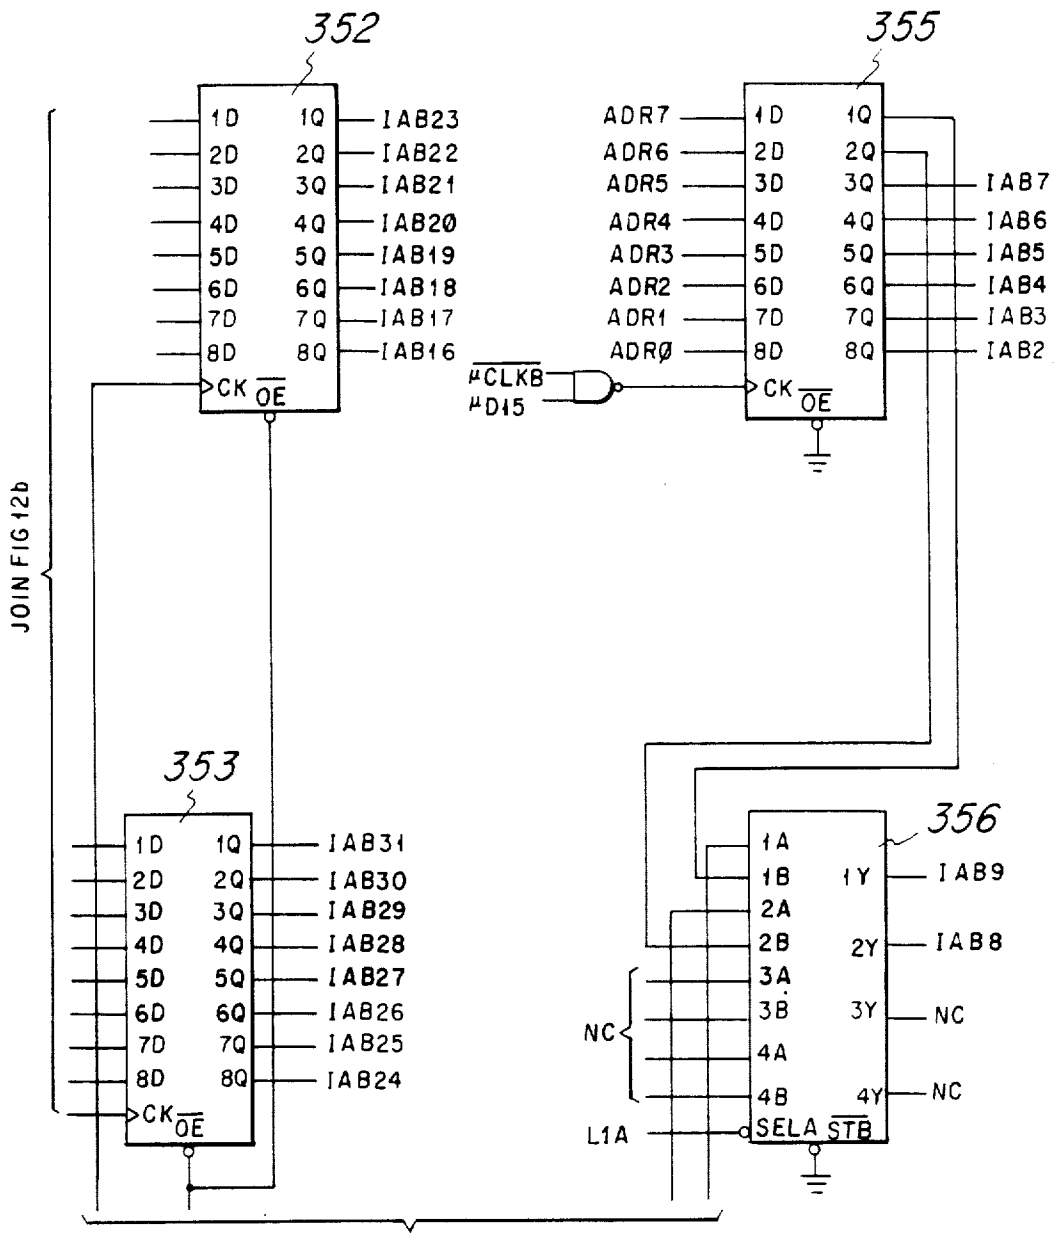 352
1D 1Q IAB23
2D 2Q IAB22
3D 3Q IAB21
4D 4Q IAB20
5D 5Q IAB19
6D 6Q IAB18
7D 7Q IAB17
8D 8Q IAB16
CK OE
355
ADR7 1D 1Q
ADR6 2D 2Q
ADR5 3D 3Q IAB7
ADR4 4D 4Q IAB6
ADR3 5D 5Q IAB5
ADR2 6D 6Q IAB4
ADR1 7D 7Q IAB3
ADRØ 8D 8Q IAB2
μCLKB
μD15
CK OE
JOIN FIG 12b
353
1D 1Q IAB31
2D 2Q IAB30
3D 3Q IAB29
4D 4Q IAB28
5D 5Q IAB27
6D 6Q IAB26
7D 7Q IAB25
8D 8Q IAB24
CK OE
356
1A
1B 1Y IAB9
2A
2B 2Y IAB8
3A
NC 3B 3Y NC
4A
4B 4Y NC
L1A SELA STB